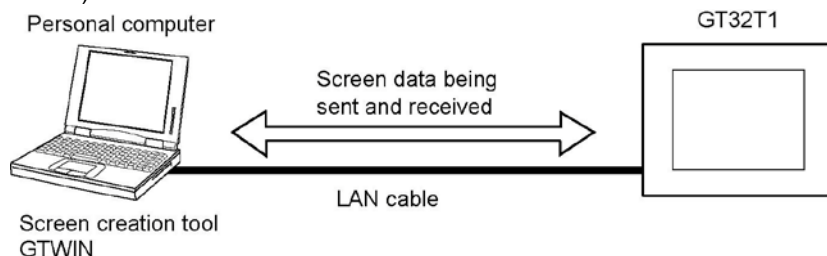 Personal computer
GT32T1
Screen data being
sent and received
LAN cable
Screen creation tool
GTWIN